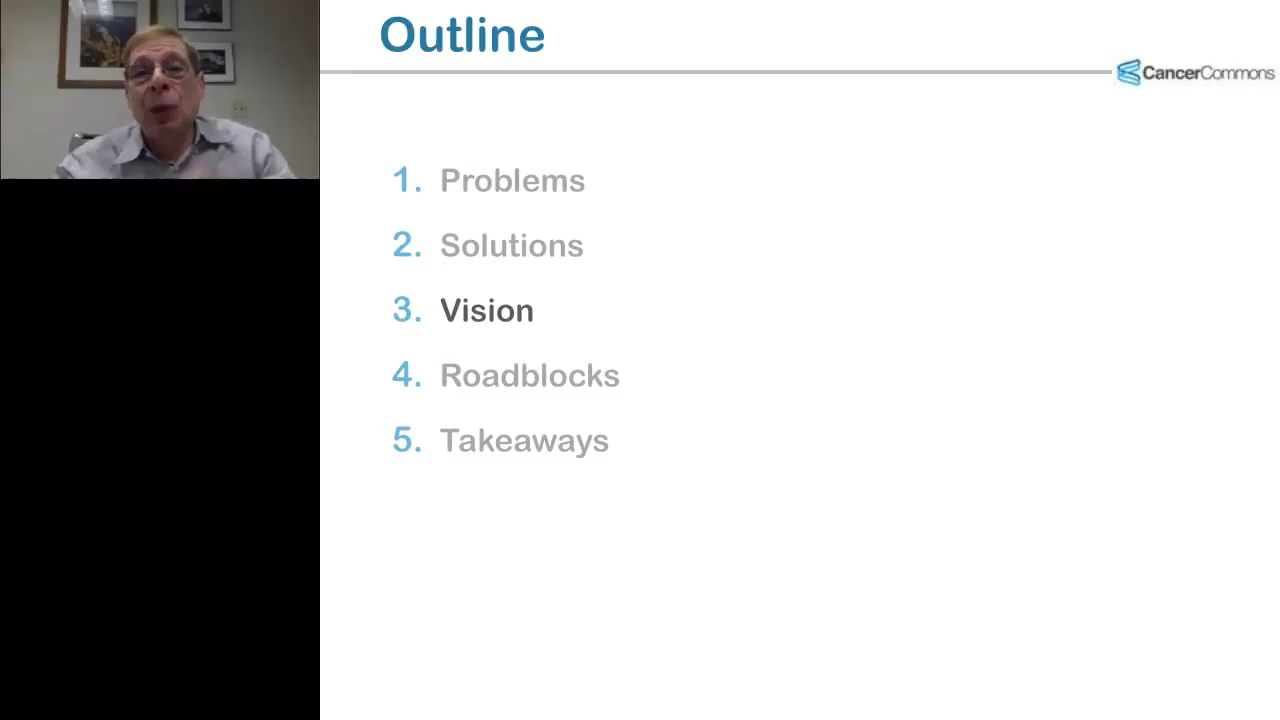 Outline
CancerCommons
1. Problems
2. Solutions
3. Vision
4. Roadblocks
5. Takeaways